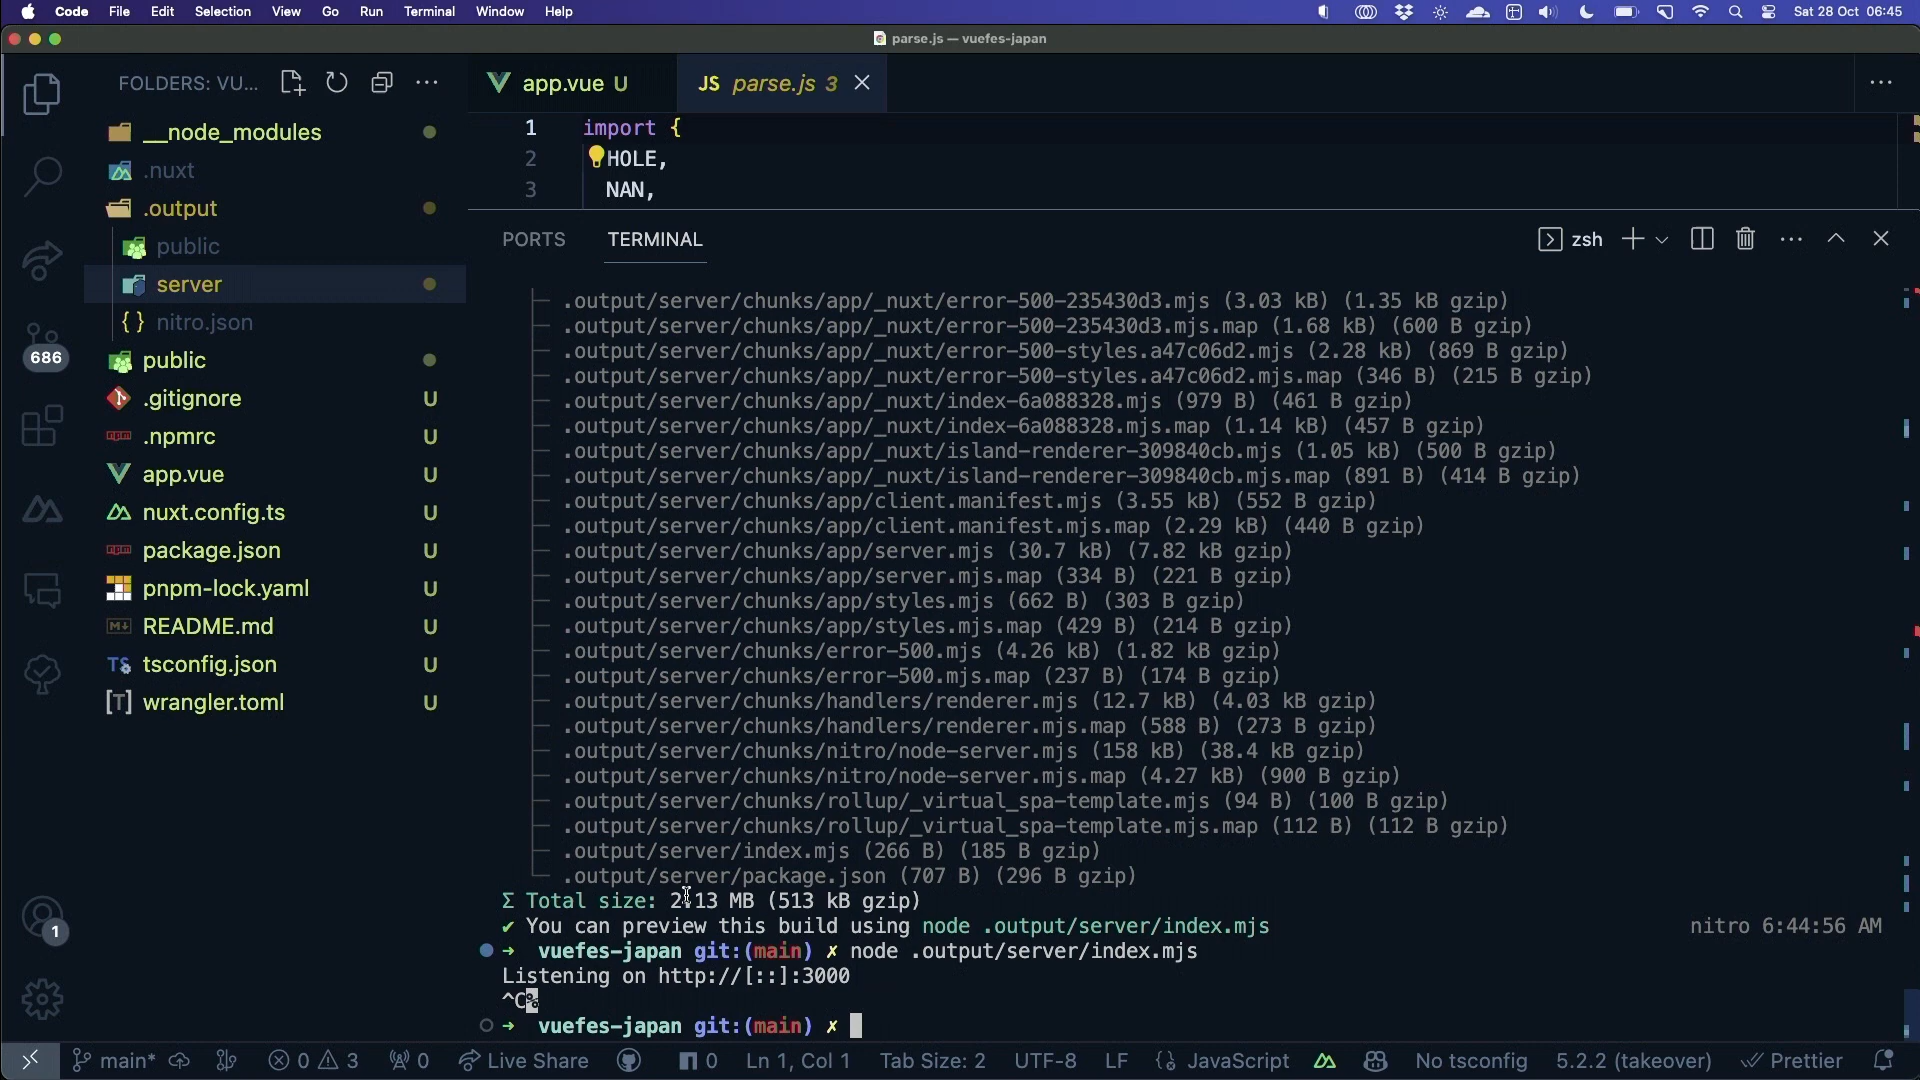 Code File Edit Selection View Go Run Terminal Window Help Sat 28 Oct 06:45
parse.js — vuefes-japan
FOLDERS: VU...
app.vue U
JS parse.js 3
__node_modules
.nuxt
.output
public
server
nitro.json
public
.gitignore U
.npmrc U
app.vue U
nuxt.config.ts U
package.json U
pnpm-lock.yaml U
README.md U
tsconfig.json U
wrangler.toml U
686
1
1 import {
2 HOLE,
3 NAN,
PORTS TERMINAL zsh
├─ .output/server/chunks/app/_nuxt/error-500-235430d3.mjs (3.03 kB) (1.35 kB gzip)
├─ .output/server/chunks/app/_nuxt/error-500-235430d3.mjs.map (1.68 kB) (600 B gzip)
├─ .output/server/chunks/app/_nuxt/error-500-styles.a47c06d2.mjs (2.28 kB) (869 B gzip)
├─ .output/server/chunks/app/_nuxt/error-500-styles.a47c06d2.mjs.map (346 B) (215 B gzip)
├─ .output/server/chunks/app/_nuxt/index-6a088328.mjs (979 B) (461 B gzip)
├─ .output/server/chunks/app/_nuxt/index-6a088328.mjs.map (1.14 kB) (457 B gzip)
├─ .output/server/chunks/app/_nuxt/island-renderer-309840cb.mjs (1.05 kB) (500 B gzip)
├─ .output/server/chunks/app/_nuxt/island-renderer-309840cb.mjs.map (891 B) (414 B gzip)
├─ .output/server/chunks/app/client.manifest.mjs (3.55 kB) (552 B gzip)
├─ .output/server/chunks/app/client.manifest.mjs.map (2.29 kB) (440 B gzip)
├─ .output/server/chunks/app/server.mjs (30.7 kB) (7.82 kB gzip)
├─ .output/server/chunks/app/server.mjs.map (334 B) (221 B gzip)
├─ .output/server/chunks/app/styles.mjs (662 B) (303 B gzip)
├─ .output/server/chunks/app/styles.mjs.map (429 B) (214 B gzip)
├─ .output/server/chunks/error-500.mjs (4.26 kB) (1.82 kB gzip)
├─ .output/server/chunks/error-500.mjs.map (237 B) (174 B gzip)
├─ .output/server/chunks/handlers/renderer.mjs (12.7 kB) (4.03 kB gzip)
├─ .output/server/chunks/handlers/renderer.mjs.map (588 B) (273 B gzip)
├─ .output/server/chunks/nitro/node-server.mjs (158 kB) (38.4 kB gzip)
├─ .output/server/chunks/nitro/node-server.mjs.map (4.27 kB) (900 B gzip)
├─ .output/server/chunks/rollup/_virtual_spa-template.mjs (94 B) (100 B gzip)
├─ .output/server/chunks/rollup/_virtual_spa-template.mjs.map (112 B) (112 B gzip)
├─ .output/server/index.mjs (266 B) (185 B gzip)
└─ .output/server/package.json (707 B) (296 B gzip)
Σ Total size: 2.13 MB (513 kB gzip)
✔ You can preview this build using node .output/server/index.mjs nitro 6:44:56 AM
➜ vuefes-japan git:(main) ✗ node .output/server/index.mjs
Listening on http://[::]:3000
^C%
➜ vuefes-japan git:(main) ✗
main* 0 3 0 Live Share 0 Ln 1, Col 1 Tab Size: 2 UTF-8 LF {} JavaScript No tsconfig 5.2.2 (takeover) Prettier